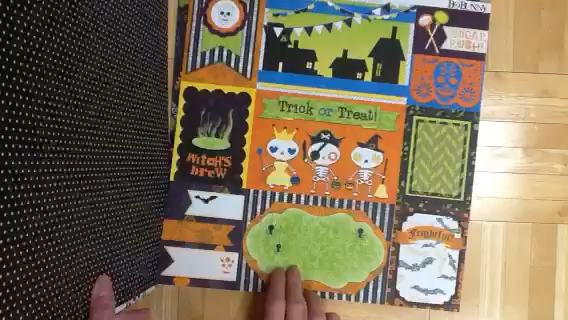 BoBunny
SUGAR
RUSH!
Trick or Treat!
WitcH'S
bReW
Frightful